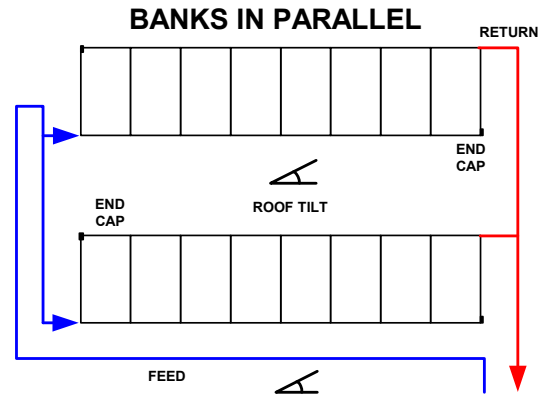 BANKS IN PARALLEL
RETURN
END
CAP
END
CAP
ROOF TILT
FEED